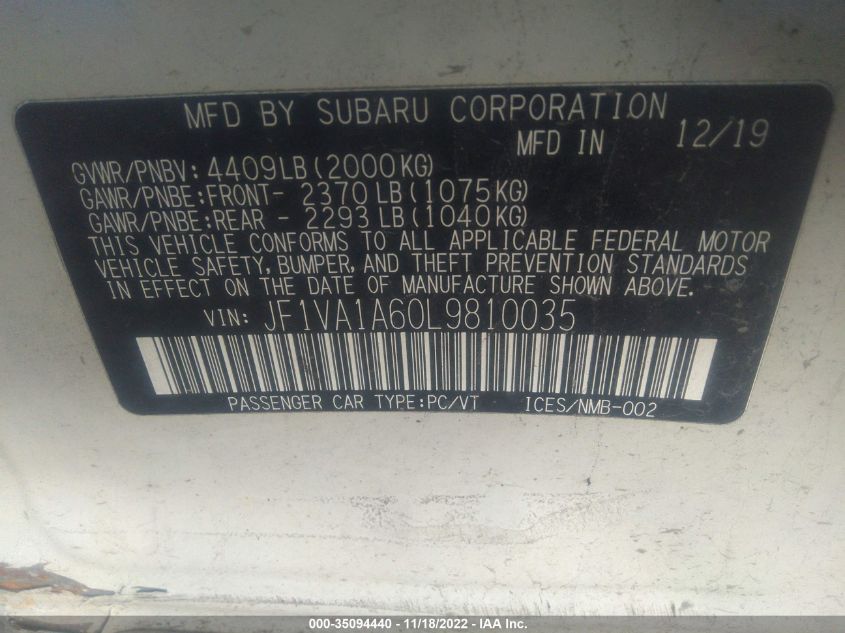 MFD BY SUBARU CORPORATION
MFD IN 12/19
GVWR/PNBV: 4409LB(2000KG)
GAWR/PNBE:FRONT- 2370LB(1075KG)
GAWR/PNBE:REAR - 2293LB(1040KG)
THIS VEHICLE CONFORMS TO ALL APPLICABLE FEDERAL MOTOR
VEHICLE SAFETY, BUMPER, AND THEFT PREVENTION STANDARDS
IN EFFECT ON THE DATE OF MANUFACTURE SHOWN ABOVE.
VIN: JF1VA1A60L9810035
PASSENGER CAR TYPE:PC/VT ICES/NMB-002
000-35094440 - 11/18/2022 - IAA Inc.